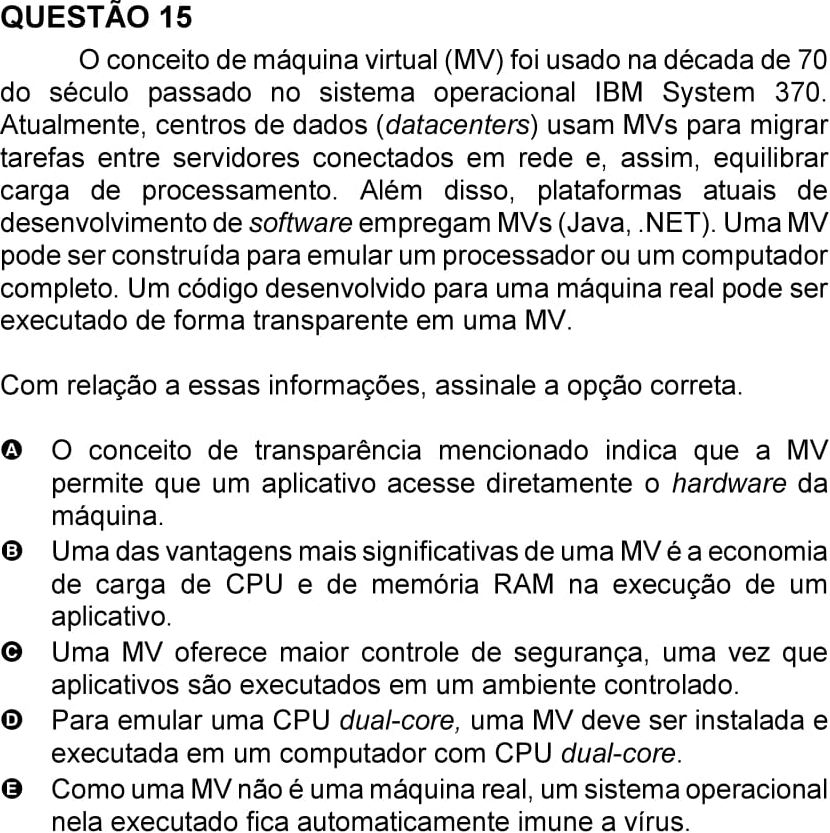 QUESTÃO 15
O conceito de máquina virtual (MV) foi usado na década de 70
do século passado no sistema operacional IBM System 370.
Atualmente, centros de dados (datacenters) usam MVs para migrar
tarefas entre servidores conectados em rede e, assim, equilibrar
carga de processamento. Além disso, plataformas atuais de
desenvolvimento de software empregam MVs (Java, .NET). Uma MV
pode ser construída para emular um processador ou um computador
completo. Um código desenvolvido para uma máquina real pode ser
executado de forma transparente em uma MV.
Com relação a essas informações, assinale a opção correta.
A O conceito de transparência mencionado indica que a MV
permite que um aplicativo acesse diretamente o hardware da
máquina.
B Uma das vantagens mais significativas de uma MV é a economia
de carga de CPU e de memória RAM na execução de um
aplicativo.
C Uma MV oferece maior controle de segurança, uma vez que
aplicativos são executados em um ambiente controlado.
D Para emular uma CPU dual-core, uma MV deve ser instalada e
executada em um computador com CPU dual-core.
E Como uma MV não é uma máquina real, um sistema operacional
nela executado fica automaticamente imune a vírus.